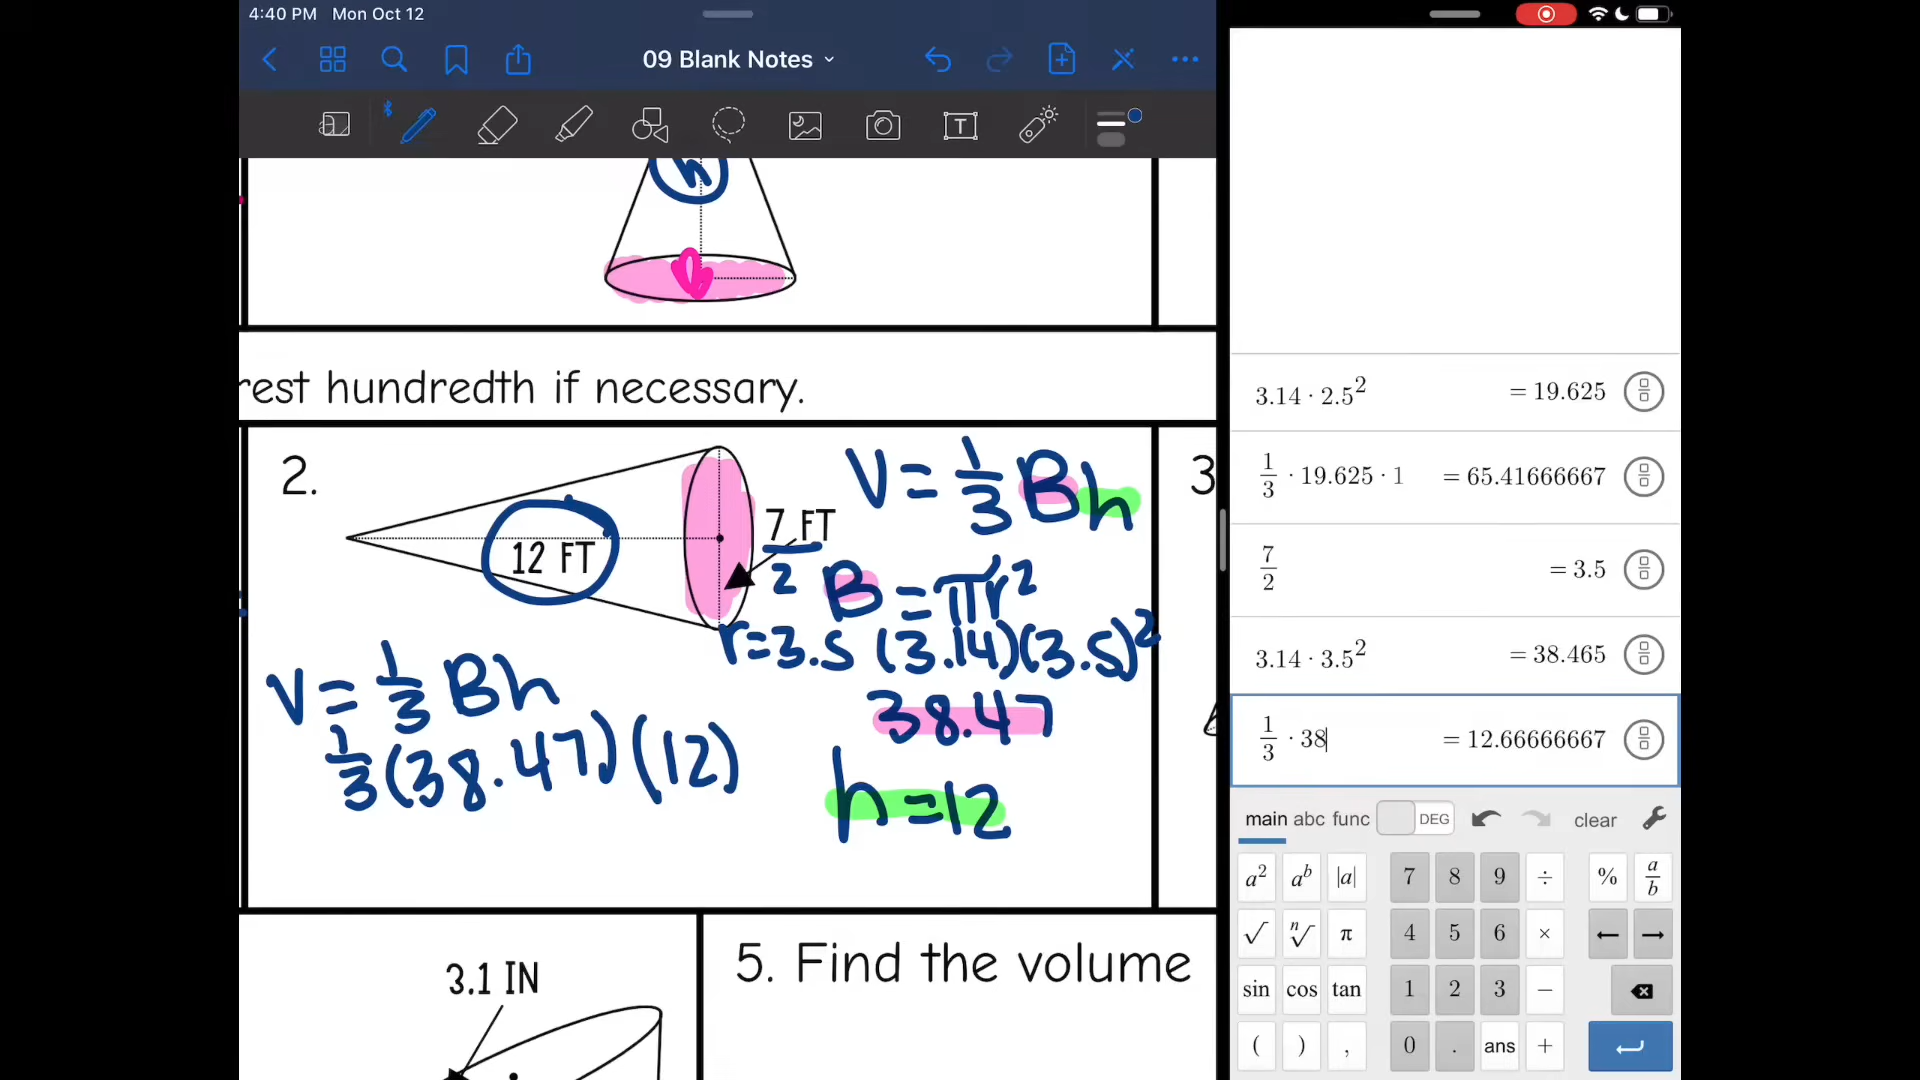 4:40 PM Mon Oct 12
09 Blank Notes
T
h
b
rest hundredth if necessary.
2.
12 FT
7 FT
2
V = 1/3 Bh
B = πr²
r=3.5 (3.14)(3.5)²
38.47
h=12
V = 1/3 Bh
1/3 (38.47)(12)
3
3.1 IN
5. Find the volume
3.14 · 2.5² = 19.625
1/3 · 19.625 · 1 = 65.41666667
7/2 = 3.5
3.14 · 3.5² = 38.465
1/3 · 38 = 12.66666667
main abc func DEG clear
a² aᵇ |a| 7 8 9 ÷ % a/b
√ ⁿ√ π 4 5 6 × ← →
sin cos tan 1 2 3 −
( ) , 0 . ans +